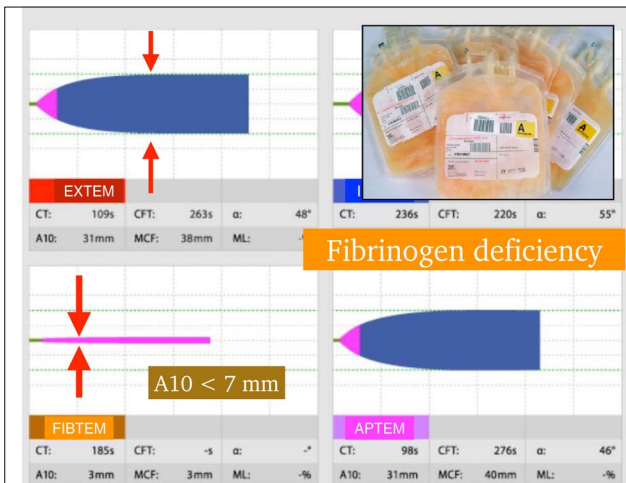 EXTEM
CT: 109s CFT: 263s α: 48°
A10: 31mm MCF: 38mm ML:
CT: 236s CFT: 220s α: 55°
A
A
Fibrinogen deficiency
A10 < 7 mm
FIBTEM
CT: 185s CFT: -s α: -°
A10: 3mm MCF: 3mm ML: -%
APTEM
CT: 98s CFT: 276s α: 46°
A10: 31mm MCF: 40mm ML: -%